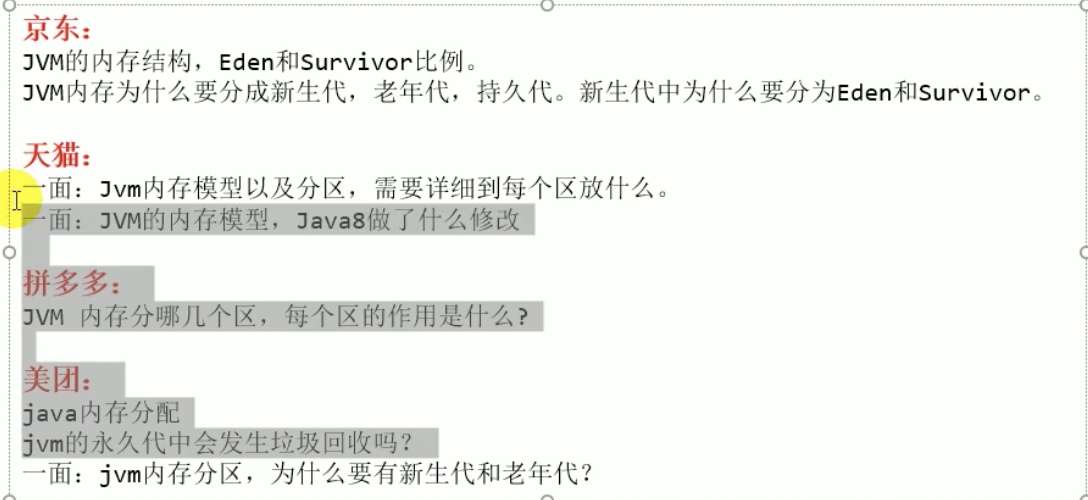 京东：
JVM的内存结构，Eden和Survivor比例。
JVM内存为什么要分成新生代，老年代，持久代。新生代中为什么要分为Eden和Survivor。
天猫：
一面：Jvm内存模型以及分区，需要详细到每个区放什么。
一面：JVM的内存模型，Java8做了什么修改
拼多多：
JVM 内存分哪几个区，每个区的作用是什么?
美团：
java内存分配
jvm的永久代中会发生垃圾回收吗？
一面：jvm内存分区，为什么要有新生代和老年代？